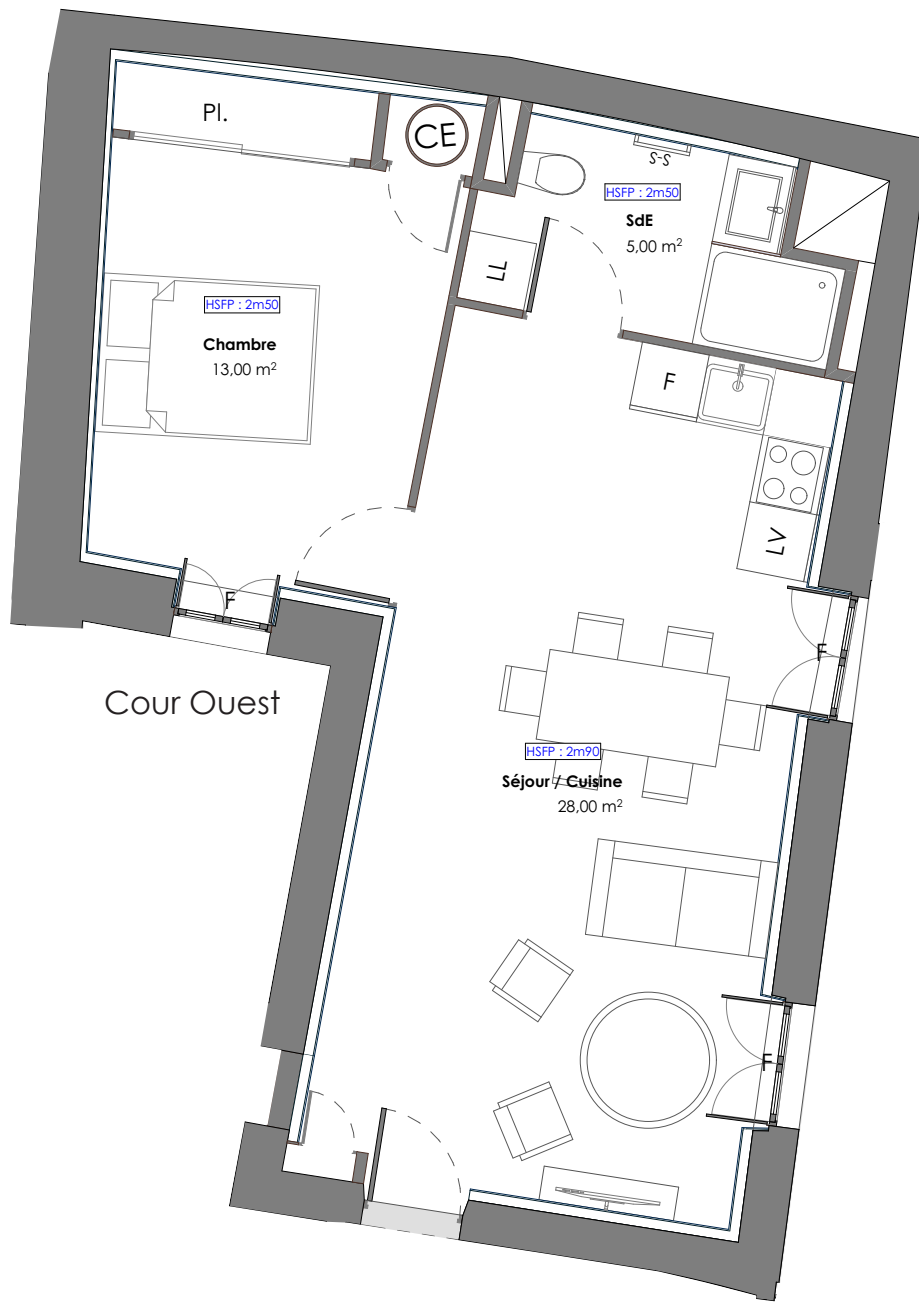 Pl.
CE
S-S
HSFP : 2m50
SdE
5,00 m²
LL
HSFP : 2m50
Chambre
13,00 m²
F
LV
F
F
Cour Ouest
HSFP : 2m90
Séjour / Cuisine
28,00 m²
F